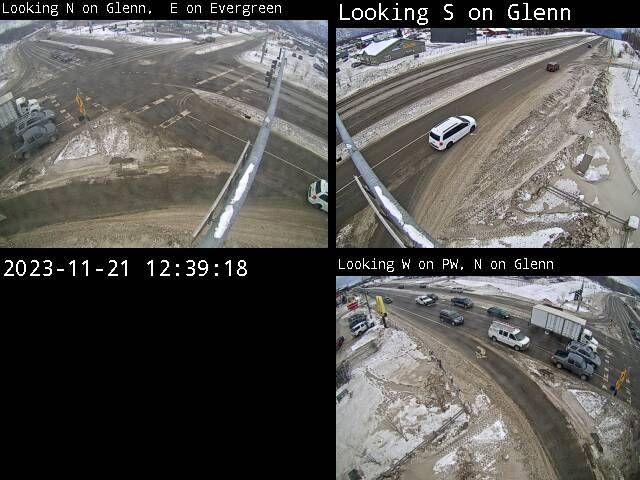 Looking N on Glenn,  E on Evergreen
Looking S on Glenn
2023-11-21 12:39:18
Looking W on PW, N on Glenn